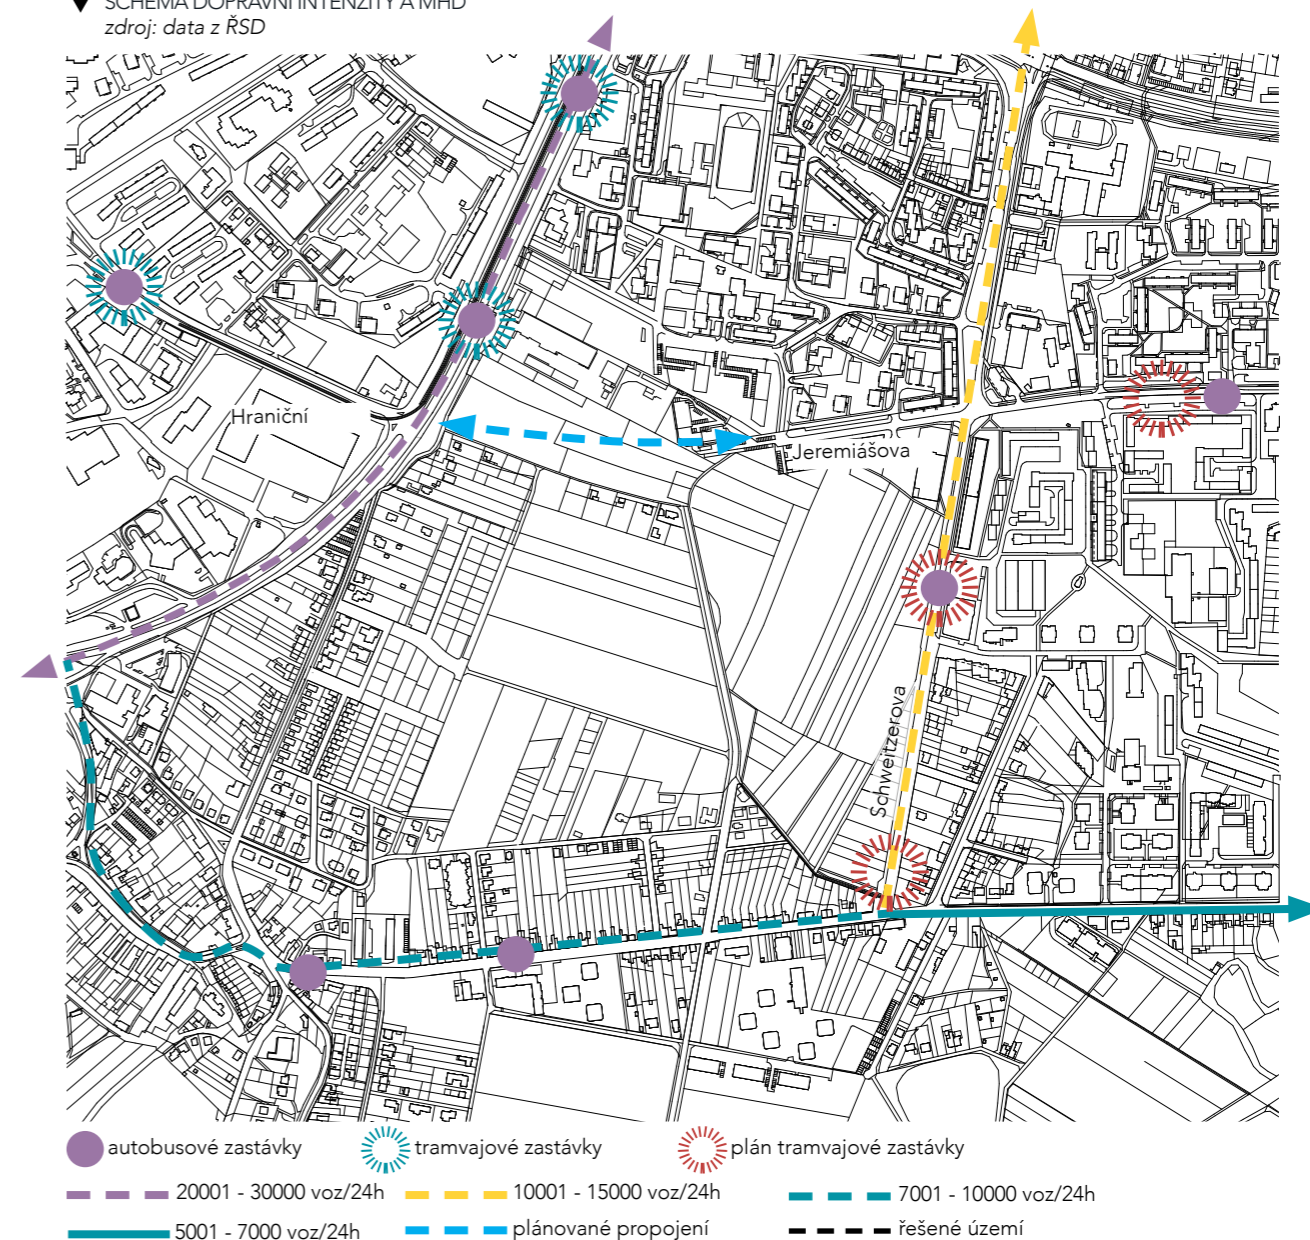 SCHÉMA DOPRAVNÍ INTENZITY A MHD
zdroj: data z ŘSD
Hraniční
Jeremiášova
Schweitzerova
autobusové zastávky
tramvajové zastávky
plán tramvajové zastávky
20001 - 30000 voz/24h
10001 - 15000 voz/24h
7001 - 10000 voz/24h
5001 - 7000 voz/24h
plánované propojení
řešené území